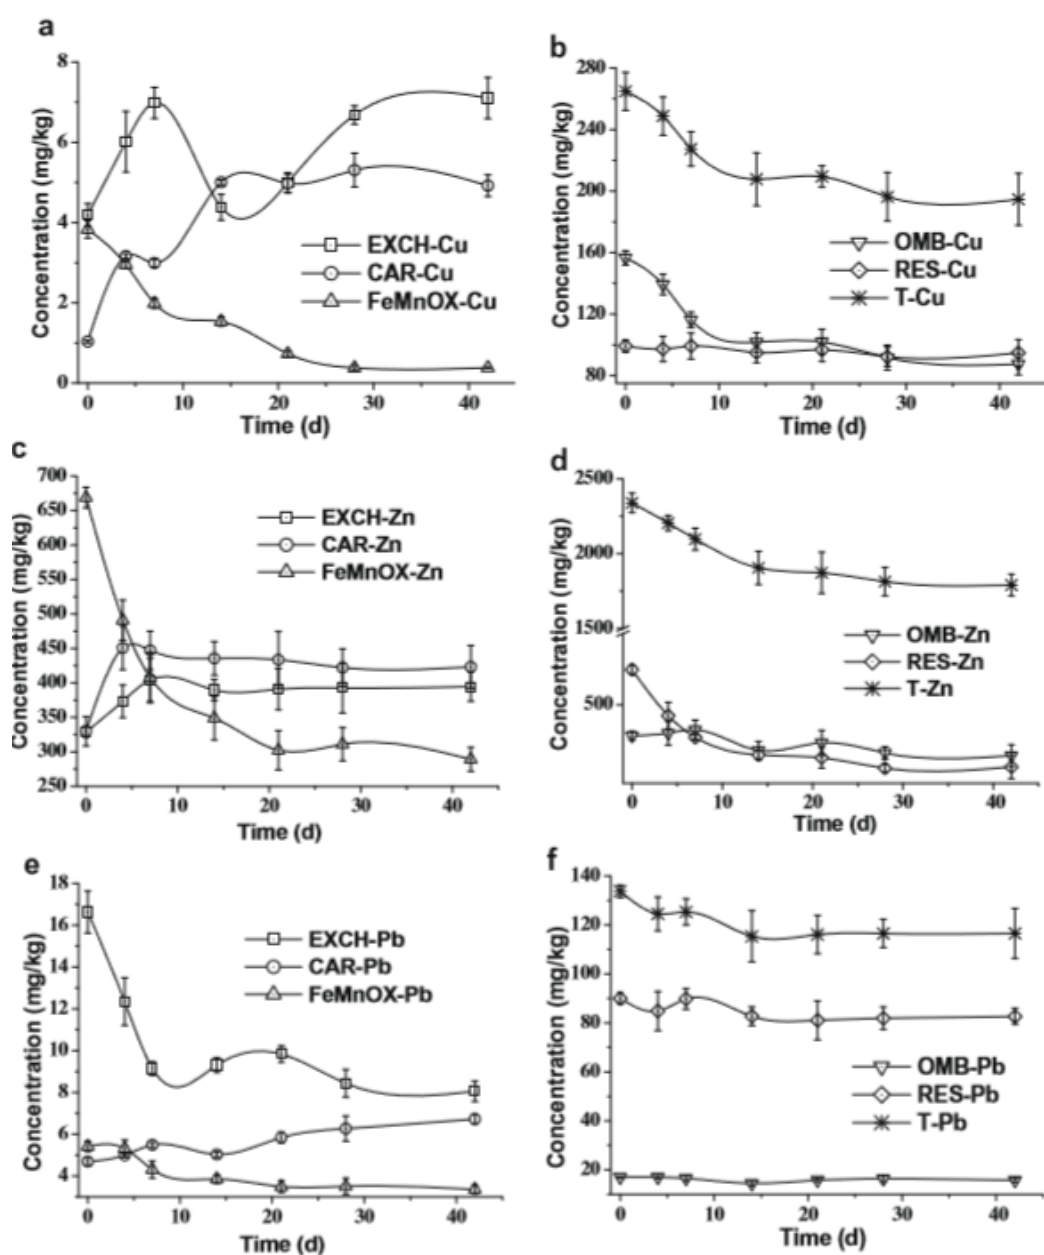 a
Concentration (mg/kg)
8
6
4
2
0
EXCH-Cu
CAR-Cu
FeMnOX-Cu
0 10 20 30 40
Time (d)
b
Concentration (mg/kg)
280
240
200
160
120
80
OMB-Cu
RES-Cu
T-Cu
0 10 20 30 40
Time (d)
c
Concentration (mg/kg)
700
650
600
550
500
450
400
350
300
250
EXCH-Zn
CAR-Zn
FeMnOX-Zn
0 10 20 30 40
Time (d)
d
Concentration (mg/kg)
2500
2000
1500
500
OMB-Zn
RES-Zn
T-Zn
0 10 20 30 40
Time (d)
e
Concentration (mg/kg)
18
16
14
12
10
8
6
4
EXCH-Pb
CAR-Pb
FeMnOX-Pb
0 10 20 30 40
Time (d)
f
Concentration (mg/kg)
140
120
100
80
60
40
20
OMB-Pb
RES-Pb
T-Pb
0 10 20 30 40
Time (d)